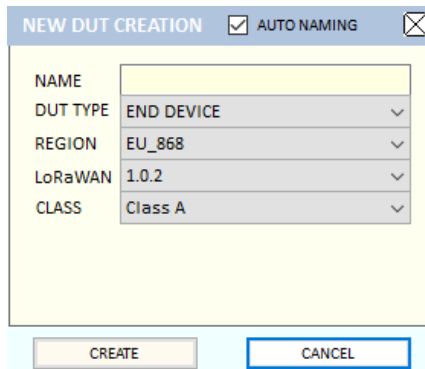 NEW DUT CREATION AUTO NAMING
NAME
DUT TYPE END DEVICE
REGION EU_868
LoRaWAN 1.0.2
CLASS Class A
CREATE CANCEL